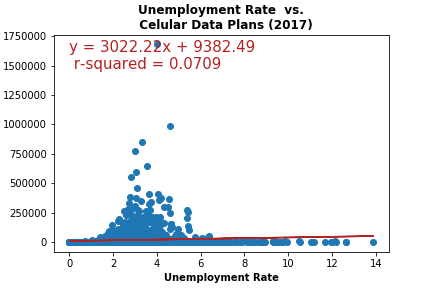 Unemployment Rate vs.
Celular Data Plans (2017)
y = 3022.22x + 9382.49
r-squared = 0.0709
1750000
1500000
1250000
1000000
750000
500000
250000
0
0 2 4 6 8 10 12 14
Unemployment Rate